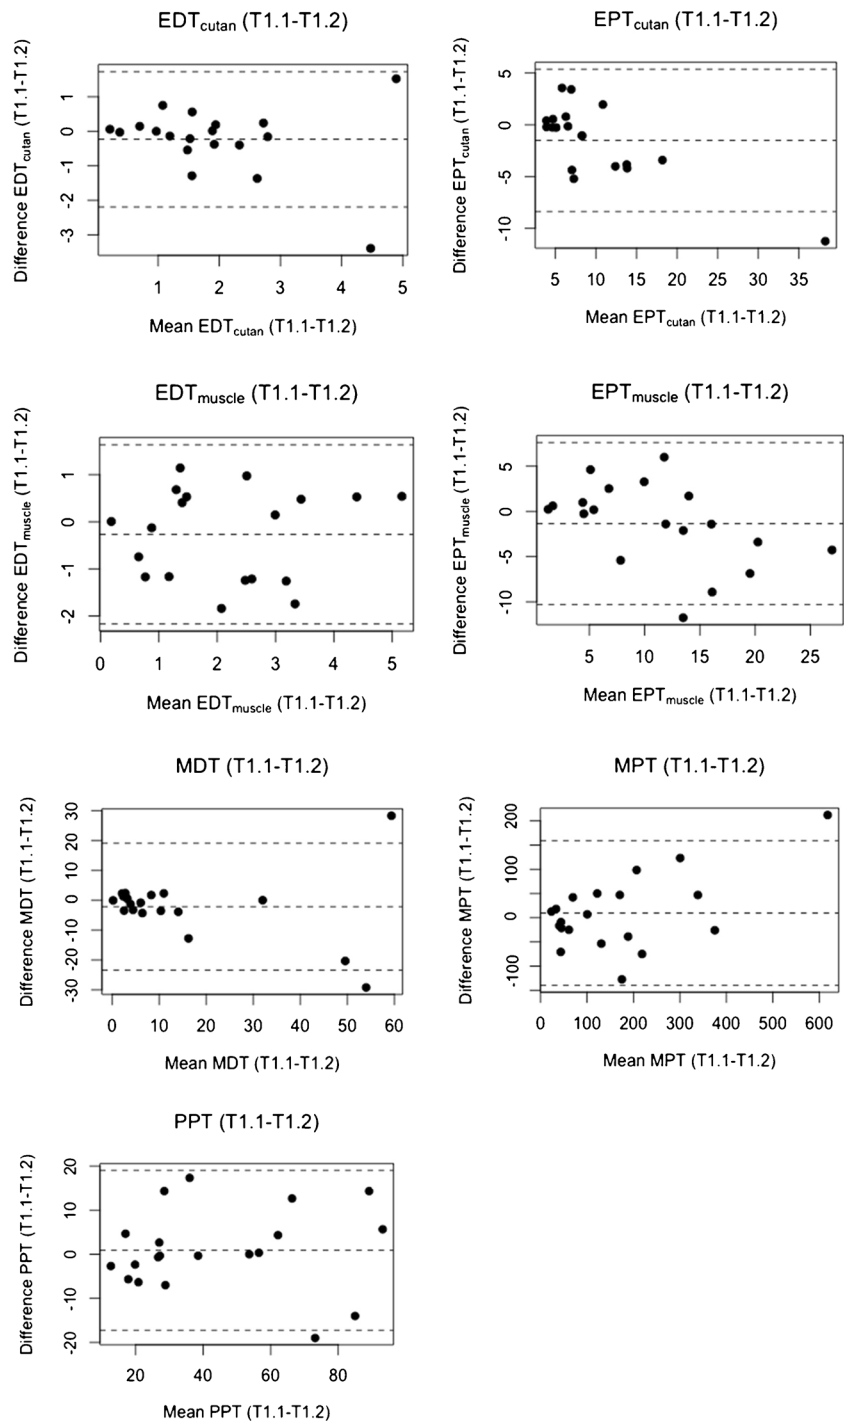 EDTcutan (T1.1-T1.2)
Difference EDTcutan (T1.1-T1.2)
1
0
-1
-2
-3
1 2 3 4 5
Mean EDTcutan (T1.1-T1.2)
EPTcutan (T1.1-T1.2)
Difference EPTcutan (T1.1-T1.2)
5
0
-5
-10
5 10 15 20 25 30 35
Mean EPTcutan (T1.1-T1.2)
EDTmuscle (T1.1-T1.2)
Difference EDTmuscle (T1.1-T1.2)
1
0
-1
-2
0 1 2 3 4 5
Mean EDTmuscle (T1.1-T1.2)
EPTmuscle (T1.1-T1.2)
Difference EPTmuscle (T1.1-T1.2)
5
0
-5
-10
5 10 15 20 25
Mean EPTmuscle (T1.1-T1.2)
MDT (T1.1-T1.2)
Difference MDT (T1.1-T1.2)
30
20
10
0
-10
-20
-30
0 10 20 30 40 50 60
Mean MDT (T1.1-T1.2)
MPT (T1.1-T1.2)
Difference MPT (T1.1-T1.2)
200
100
0
-100
0 100 200 300 400 500 600
Mean MPT (T1.1-T1.2)
PPT (T1.1-T1.2)
Difference PPT (T1.1-T1.2)
20
10
0
-10
-20
20 40 60 80
Mean PPT (T1.1-T1.2)